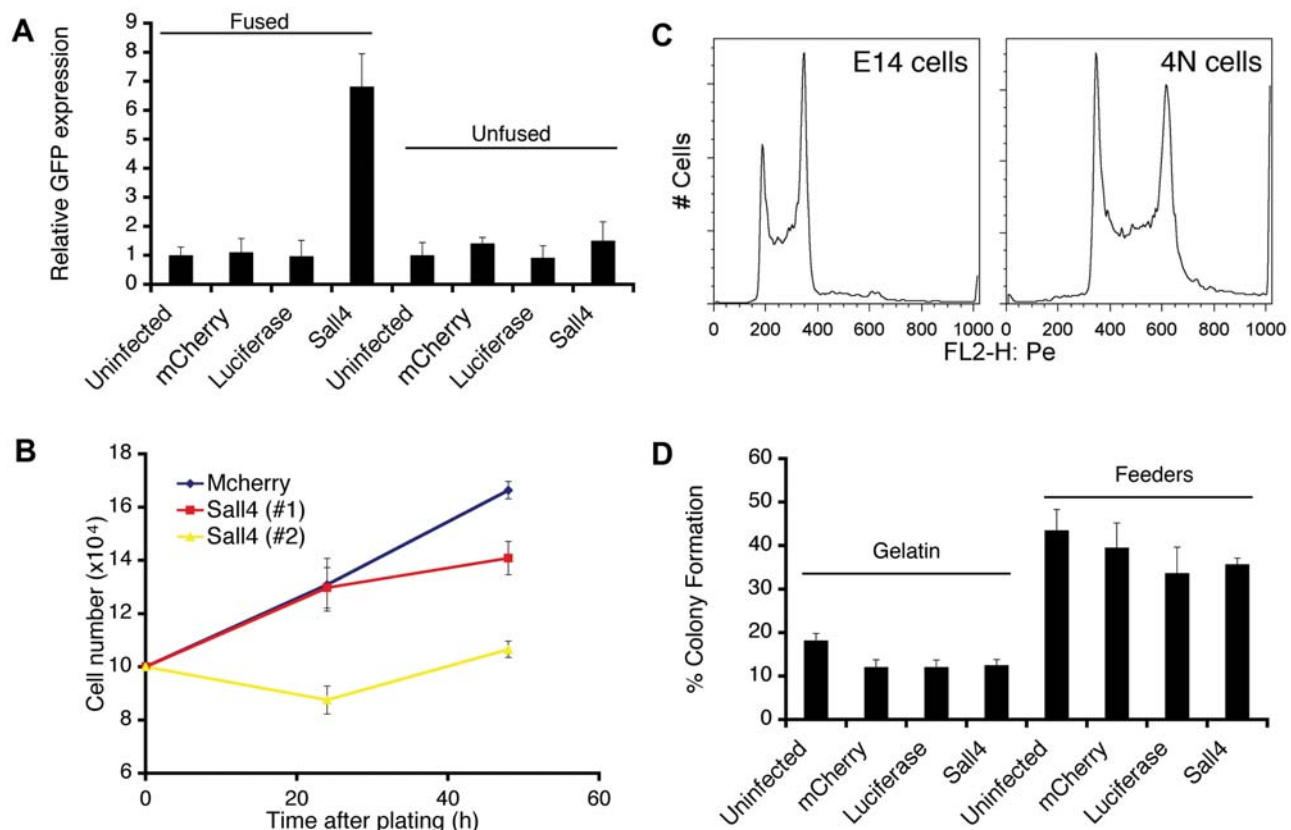 A
Fused
Unfused
Relative GFP expression
9
8
7
6
5
4
3
2
1
0
Uninfected
mCherry
Luciferase
Sall4
Uninfected
mCherry
Luciferase
Sall4
C
E14 cells
4N cells
# Cells
0 200 400 600 800 1000
0 200 400 600 800 1000
FL2-H: Pe
B
Mcherry
Sall4 (#1)
Sall4 (#2)
Cell number (x10⁴)
18
16
14
12
10
8
6
0 20 40 60
Time after plating (h)
D
Feeders
Gelatin
% Colony Formation
60
50
40
30
20
10
0
Uninfected
mCherry
Luciferase
Sall4
Uninfected
mCherry
Luciferase
Sall4